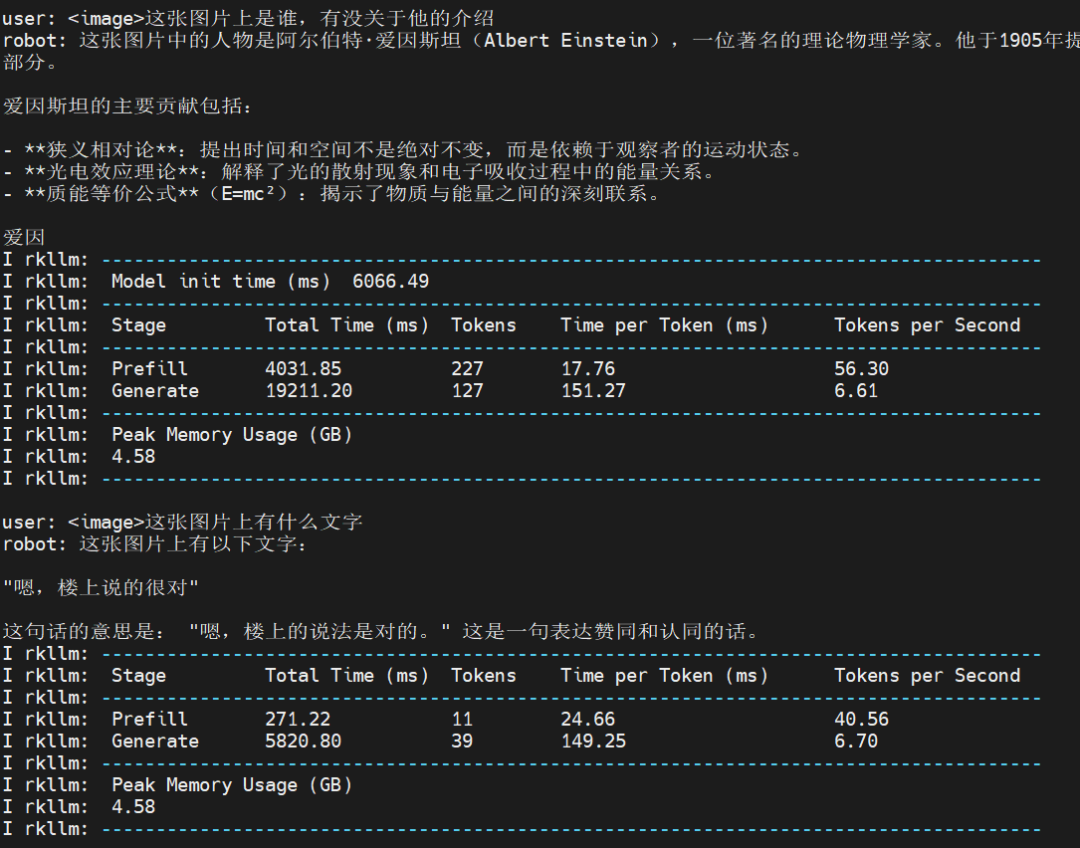 user: <image>这张图片上是谁，有没关于他的介绍
robot: 这张图片中的人物是阿尔伯特·爱因斯坦（Albert Einstein），一位著名的理论物理学家。他于1905年提
部分。
爱因斯坦的主要贡献包括：
- **狭义相对论**：提出时间和空间不是绝对不变，而是依赖于观察者的运动状态。
- **光电效应理论**：解释了光的散射现象和电子吸收过程中的能量关系。
- **质能等价公式**（E=mc²）：揭示了物质与能量之间的深刻联系。
爱因
I rkllm: --------------------------------------------------------------------------------------
I rkllm:  Model init time (ms)  6066.49
I rkllm: --------------------------------------------------------------------------------------
I rkllm:  Stage         Total Time (ms)  Tokens    Time per Token (ms)      Tokens per Second
I rkllm: --------------------------------------------------------------------------------------
I rkllm:  Prefill       4031.85          227       17.76                    56.30
I rkllm:  Generate      19211.20         127       151.27                   6.61
I rkllm: --------------------------------------------------------------------------------------
I rkllm:  Peak Memory Usage (GB)
I rkllm:  4.58
I rkllm: --------------------------------------------------------------------------------------
user: <image>这张图片上有什么文字
robot: 这张图片上有以下文字：
"嗯，楼上说的很对"
这句话的意思是： "嗯，楼上的说法是对的。" 这是一句表达赞同和认同的话。
I rkllm: --------------------------------------------------------------------------------------
I rkllm:  Stage         Total Time (ms)  Tokens    Time per Token (ms)      Tokens per Second
I rkllm: --------------------------------------------------------------------------------------
I rkllm:  Prefill       271.22           11        24.66                    40.56
I rkllm:  Generate      5820.80          39        149.25                   6.70
I rkllm: --------------------------------------------------------------------------------------
I rkllm:  Peak Memory Usage (GB)
I rkllm:  4.58
I rkllm: --------------------------------------------------------------------------------------